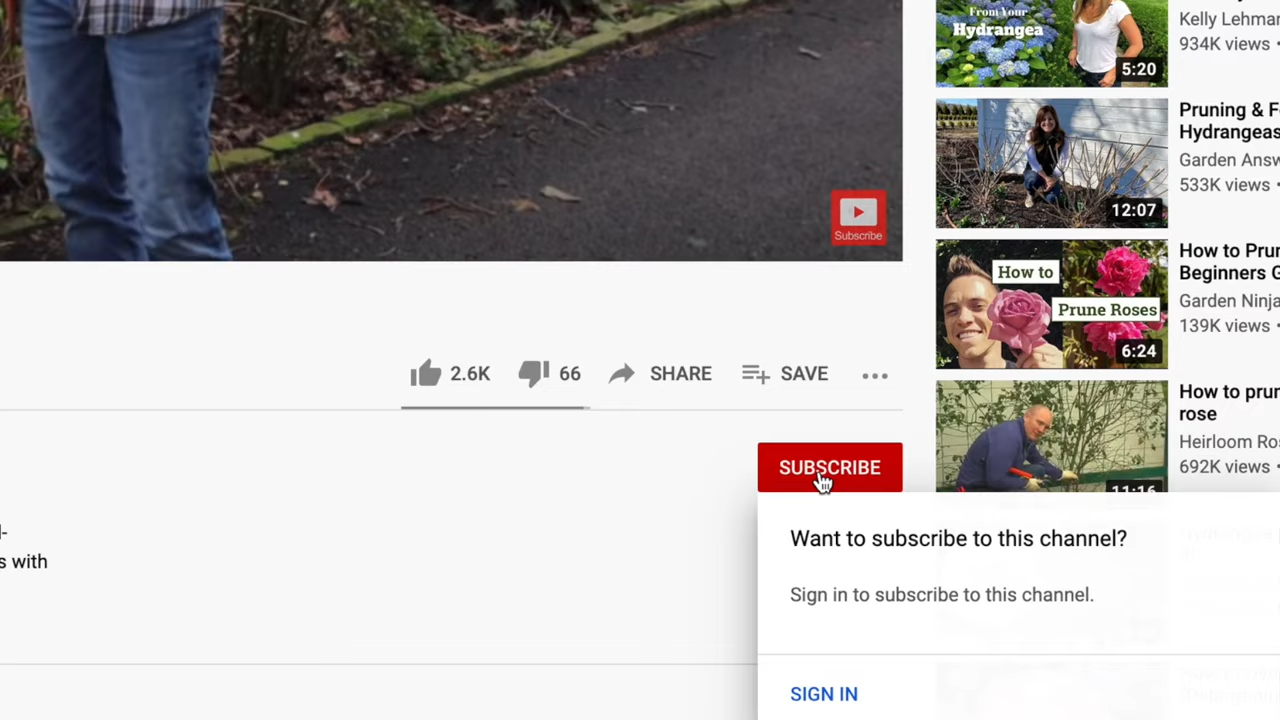 From Your
Hydrangea
5:20
Kelly Lehman
934K views •
12:07
Pruning & F
Hydrangeas
Garden Answ
533K views •
Subscribe
How to
Prune Roses
6:24
How to Prun
Beginners G
Garden Ninja
139K views •
2.6K
66
SHARE
SAVE
11:16
How to prun
rose
Heirloom Ros
692K views •
SUBSCRIBE
l-
s with
Want to subscribe to this channel?
Sign in to subscribe to this channel.
SIGN IN